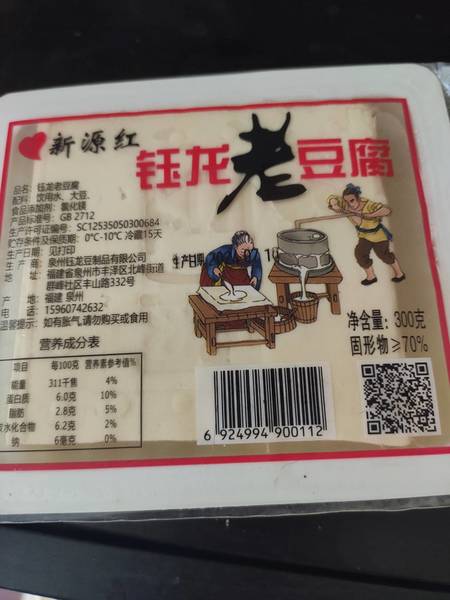 新源红
钰龙老豆腐
品名: 钰龙老豆腐
配料: 饮用水、大豆、
食品添加剂: 氯化镁
产品标准号: GB 2712
生产许可证编号: SC12535050300684
贮存条件及保质期: 0℃-10℃ 冷藏15天
生产日期: 见打印
生产商: 泉州钰龙豆制品有限公司
地址: 福建省泉州市丰泽区北峰街道
群峰社区丰山路332号
产地: 福建 泉州
电话: 15960742632
温馨提示: 如有胀气,请勿购买或食用
生产日期
营养成分表
项目 每100克 营养素参考值%
能量 311千焦 4%
蛋白质 6.0克 10%
脂肪 2.8克 5%
碳水化合物 6.2克 2%
钠 6毫克 0%
净含量: 300克
固形物≥70%
6 924994 900112